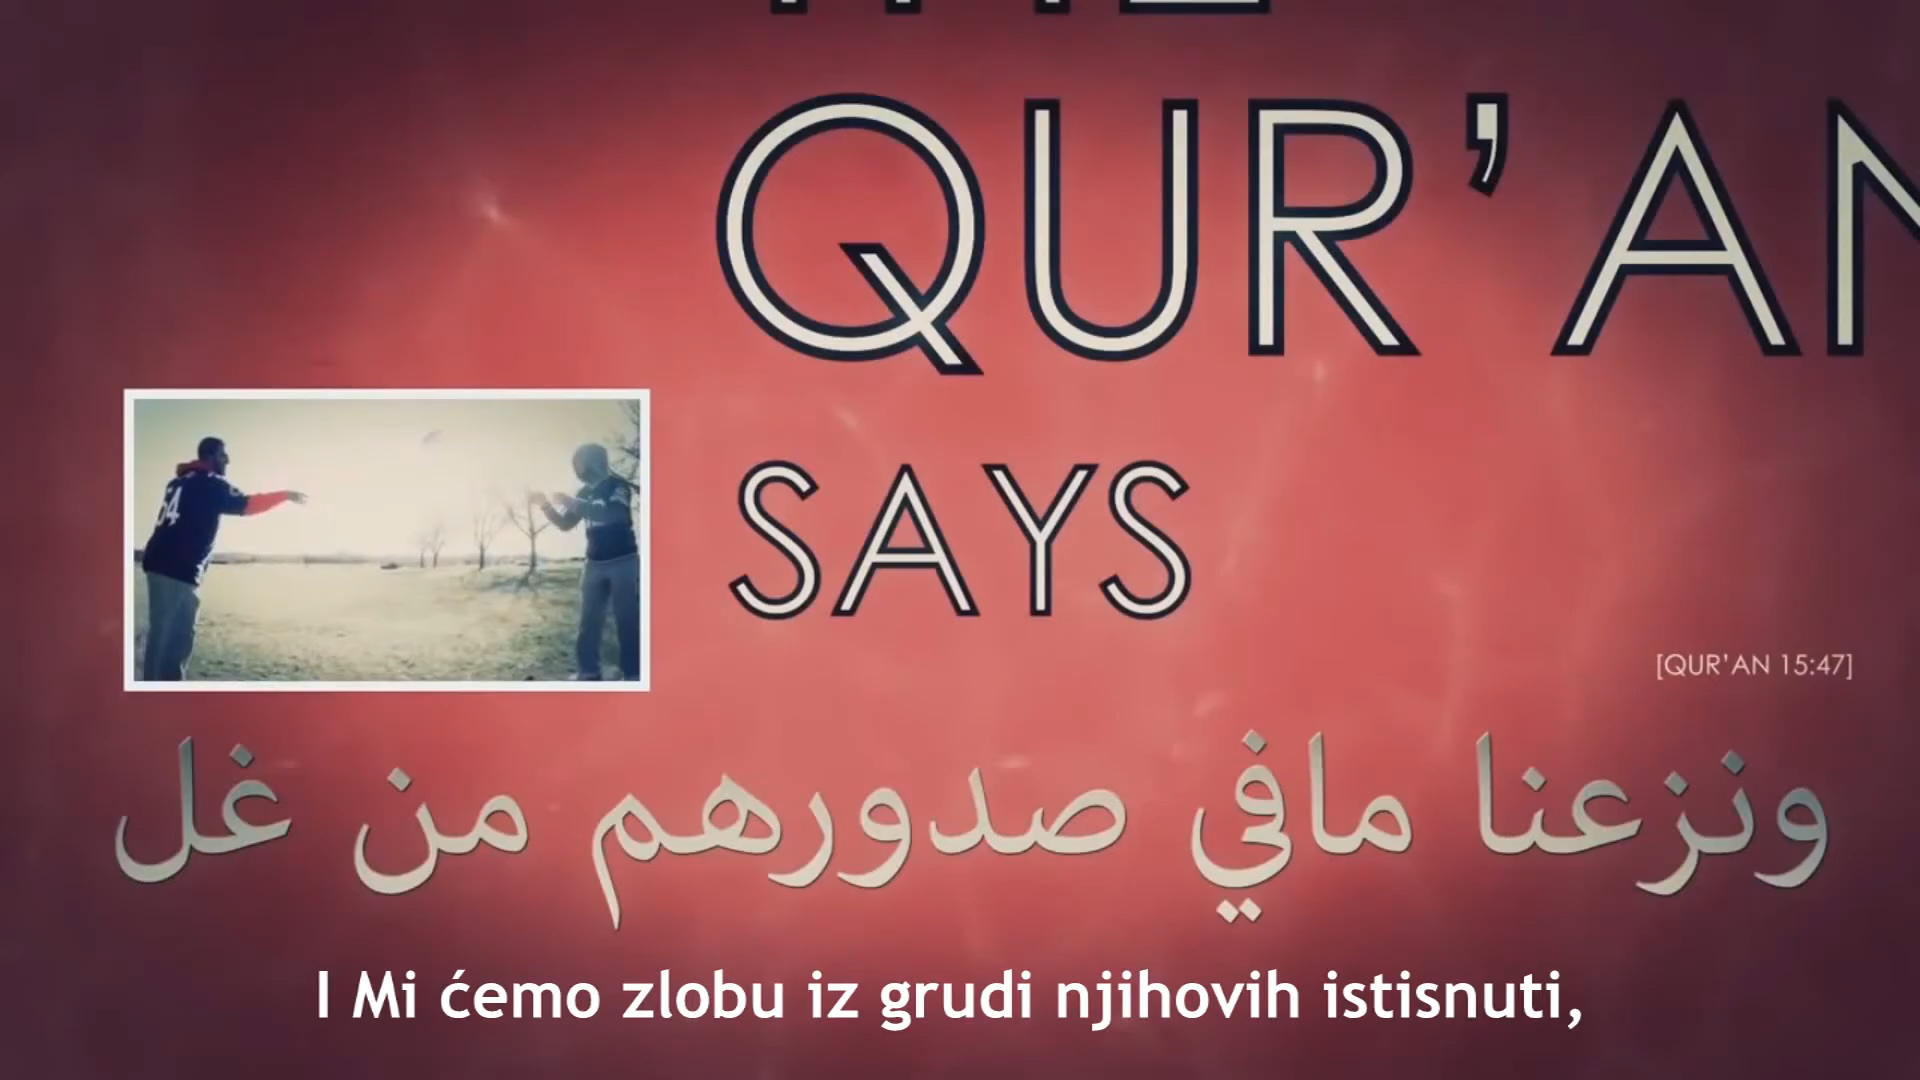 QUR’AN
SAYS
54
[QUR’AN 15:47]
ونزعنا مافي صدورهم من غل
I Mi ćemo zlobu iz grudi njihovih istisnuti,